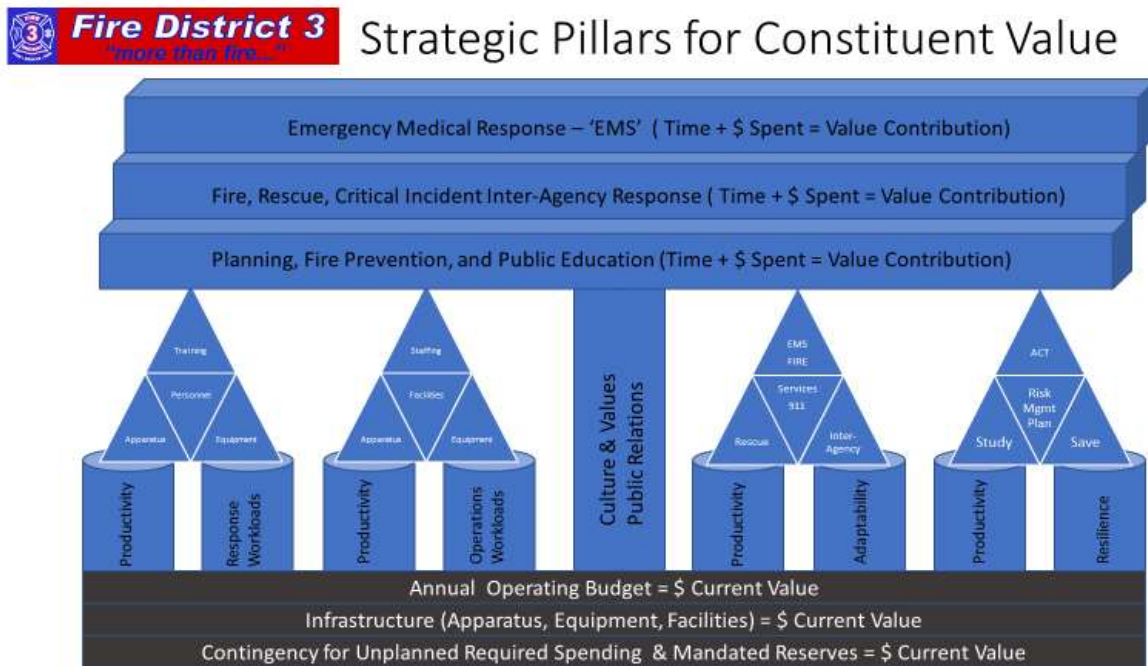 3
Fire District 3
"more than fire..."
Strategic Pillars for Constituent Value
Emergency Medical Response – 'EMS' ( Time + $ Spent = Value Contribution)
Fire, Rescue, Critical Incident Inter-Agency Response ( Time + $ Spent = Value Contribution)
Planning, Fire Prevention, and Public Education (Time + $ Spent = Value Contribution)
Training
Personnel
Apparatus
Equipment
Productivity
Response
Workloads
Staffing
Facilities
Apparatus
Equipment
Productivity
Operations
Workloads
Culture & Values
Public Relations
EMS
FIRE
Services
911
Rescue
Inter-
Agency
Productivity
Adaptability
ACT
Risk
Mgmt
Plan
Study
Save
Productivity
Resilience
Annual Operating Budget = $ Current Value
Infrastructure (Apparatus, Equipment, Facilities) = $ Current Value
Contingency for Unplanned Required Spending & Mandated Reserves = $ Current Value